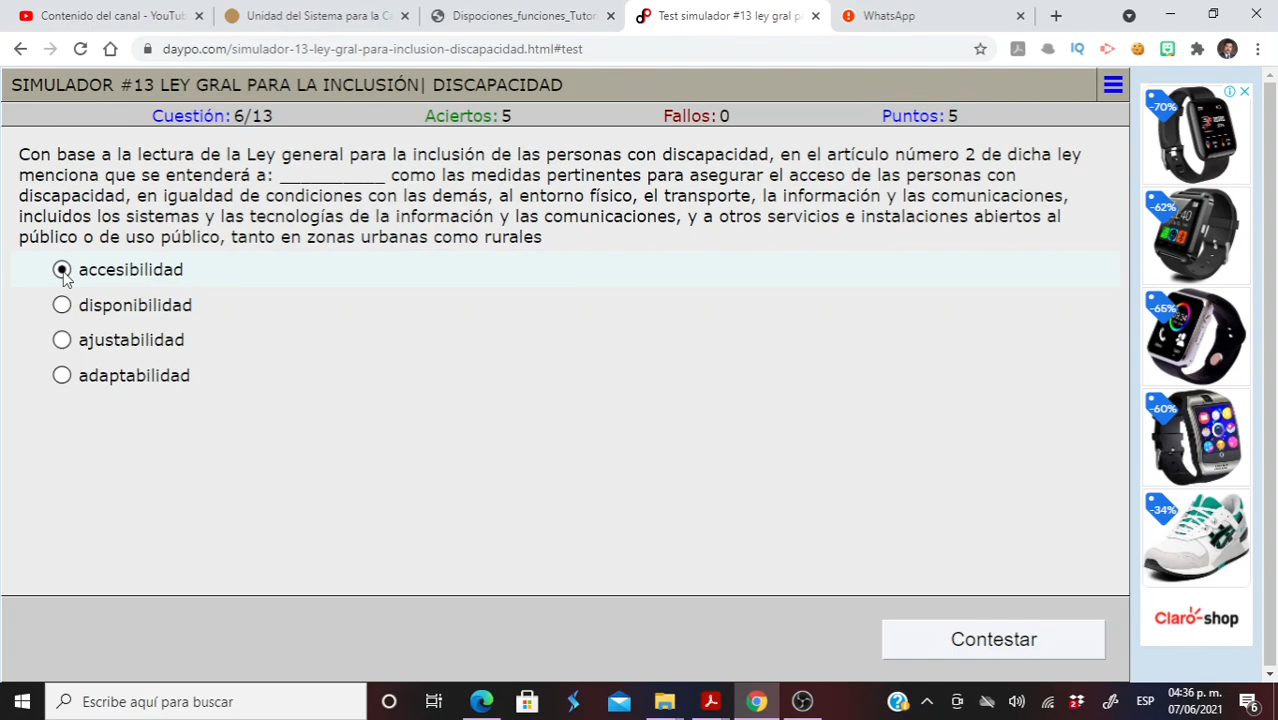 Contenido del canal - YouTu
Unidad del Sistema para la Ca
Dispociones_funciones_Tutori
Test simulador #13 ley gral pa
WhatsApp
daypo.com/simulador-13-ley-gral-para-inclusion-discapacidad.html#test
IQ
SIMULADOR #13 LEY GRAL PARA LA INCLUSIÓN| DISCAPACIDAD
Cuestión: 6/13 Aciertos: 5 Fallos: 0 Puntos: 5
Con base a la lectura de la Ley general para la inclusión de las personas con discapacidad, en el artículo número 2 de dicha ley
menciona que se entenderá a: ___________ como las medidas pertinentes para asegurar el acceso de las personas con
discapacidad, en igualdad de condiciones con las demás, al entorno físico, el transporte, la información y las comunicaciones,
incluidos los sistemas y las tecnologías de la información y las comunicaciones, y a otros servicios e instalaciones abiertos al
público o de uso público, tanto en zonas urbanas como rurales
accesibilidad
disponibilidad
ajustabilidad
adaptabilidad
Contestar
-70%
-62%
-65%
-60%
-34%
Claro-shop
Escribe aquí para buscar
ESP
04:36 p. m.
07/06/2021
6